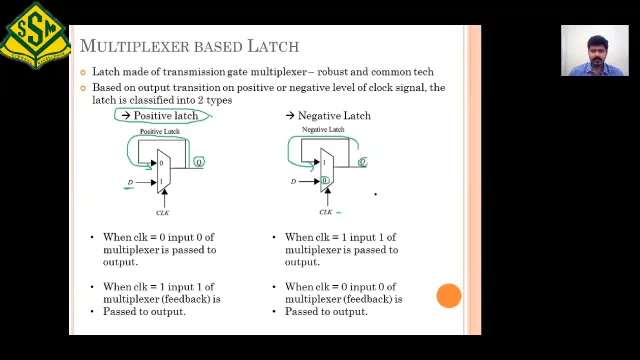 SSM
MULTIPLEXER BASED LATCH
Latch made of transmission gate multiplexer – robust and common tech
Based on output transition on positive or negative level of clock signal, the
latch is classified into 2 types
→ Positive latch
→ Negative Latch
Positive Latch
Negative Latch
0
Q
D
1
CLK
1
Q
D
0
CLK
• When clk = 0 input 0 of
multiplexer is passed to
output.
• When clk = 1 input 1 of
multiplexer (feedback) is
• Passed to output.
• When clk = 1 input 1 of
multiplexer is passed to
output.
• When clk = 0 input 0 of
multiplexer (feedback) is
• Passed to output.